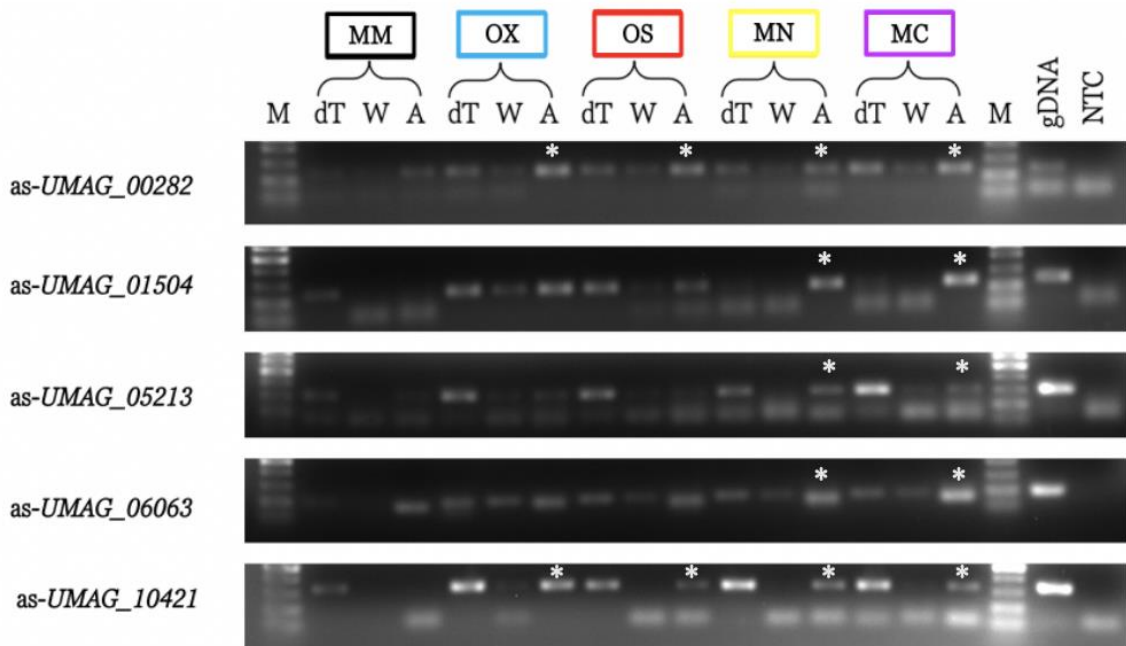 MM OX OS MN MC
M dT W A dT W A dT W A dT W A dT W A M gDNA NTC
as-UMAG_00282 * * * *
as-UMAG_01504 * *
as-UMAG_05213 * *
as-UMAG_06063 * *
as-UMAG_10421 * * * *